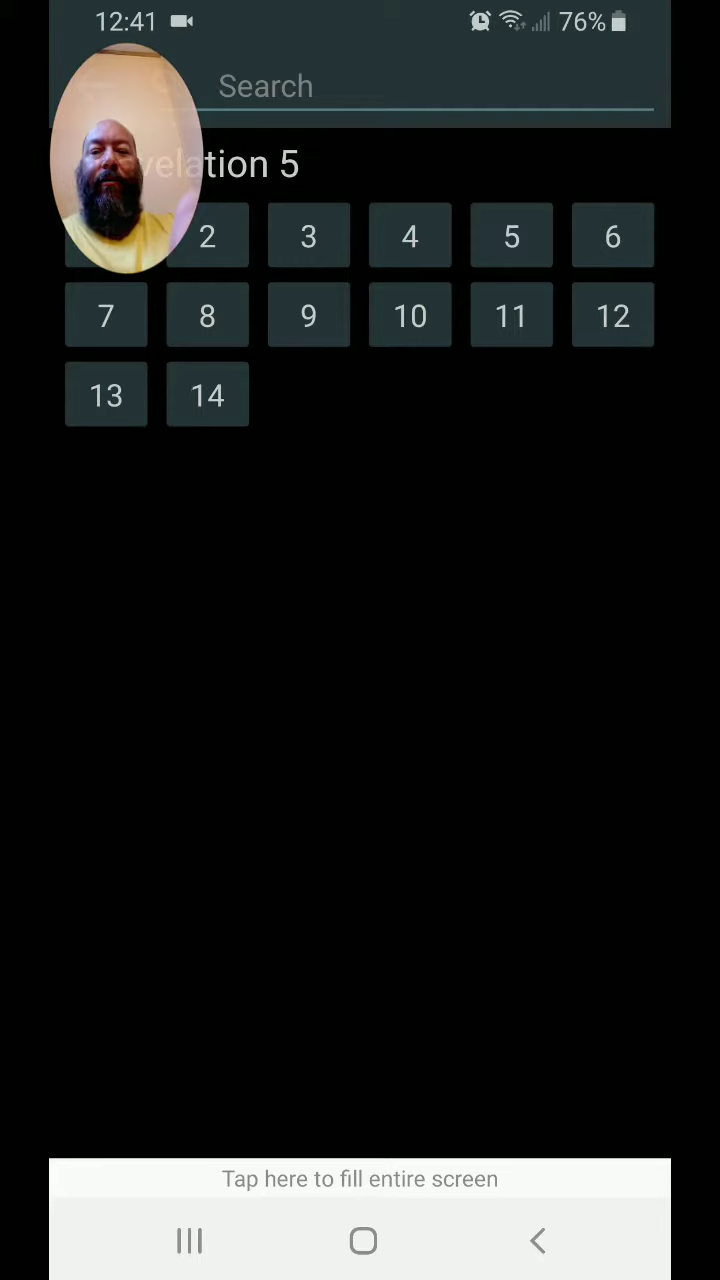 12:41 76%
Search
velation 5
2 3 4 5 6
7 8 9 10 11 12
13 14
Tap here to fill entire screen